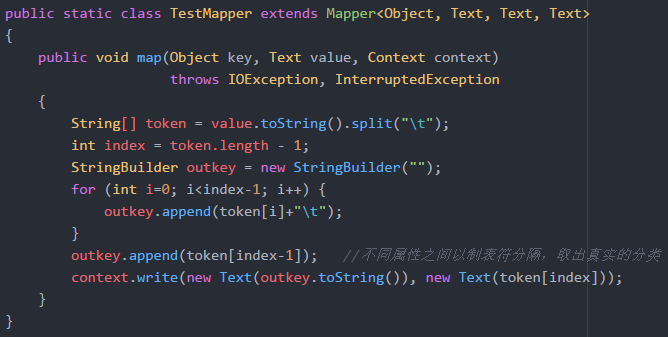 public static class TestMapper extends Mapper<Object, Text, Text, Text>
{
    public void map(Object key, Text value, Context context)
                    throws IOException, InterruptedException
    {
        String[] token = value.toString().split("\t");
        int index = token.length - 1;
        StringBuilder outkey = new StringBuilder("");
        for (int i=0; i<index-1; i++) {
            outkey.append(token[i]+"\t");
        }
        outkey.append(token[index-1]);   //不同属性之间以制表符分隔，取出真实的分类
        context.write(new Text(outkey.toString()), new Text(token[index]));
    }
}